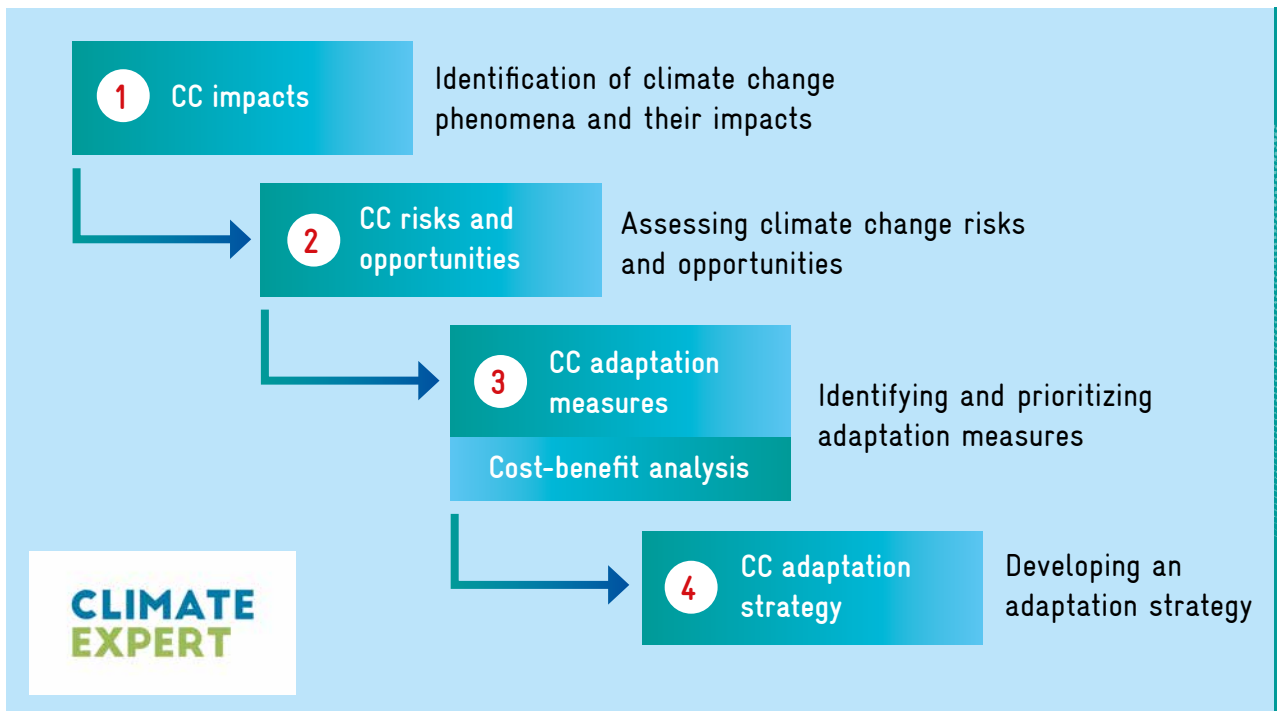 1 CC impacts
Identification of climate change
phenomena and their impacts
2 CC risks and
opportunities
Assessing climate change risks
and opportunities
3 CC adaptation
measures
Cost-benefit analysis
Identifying and prioritizing
adaptation measures
4 CC adaptation
strategy
Developing an
adaptation strategy
CLIMATE
EXPERT